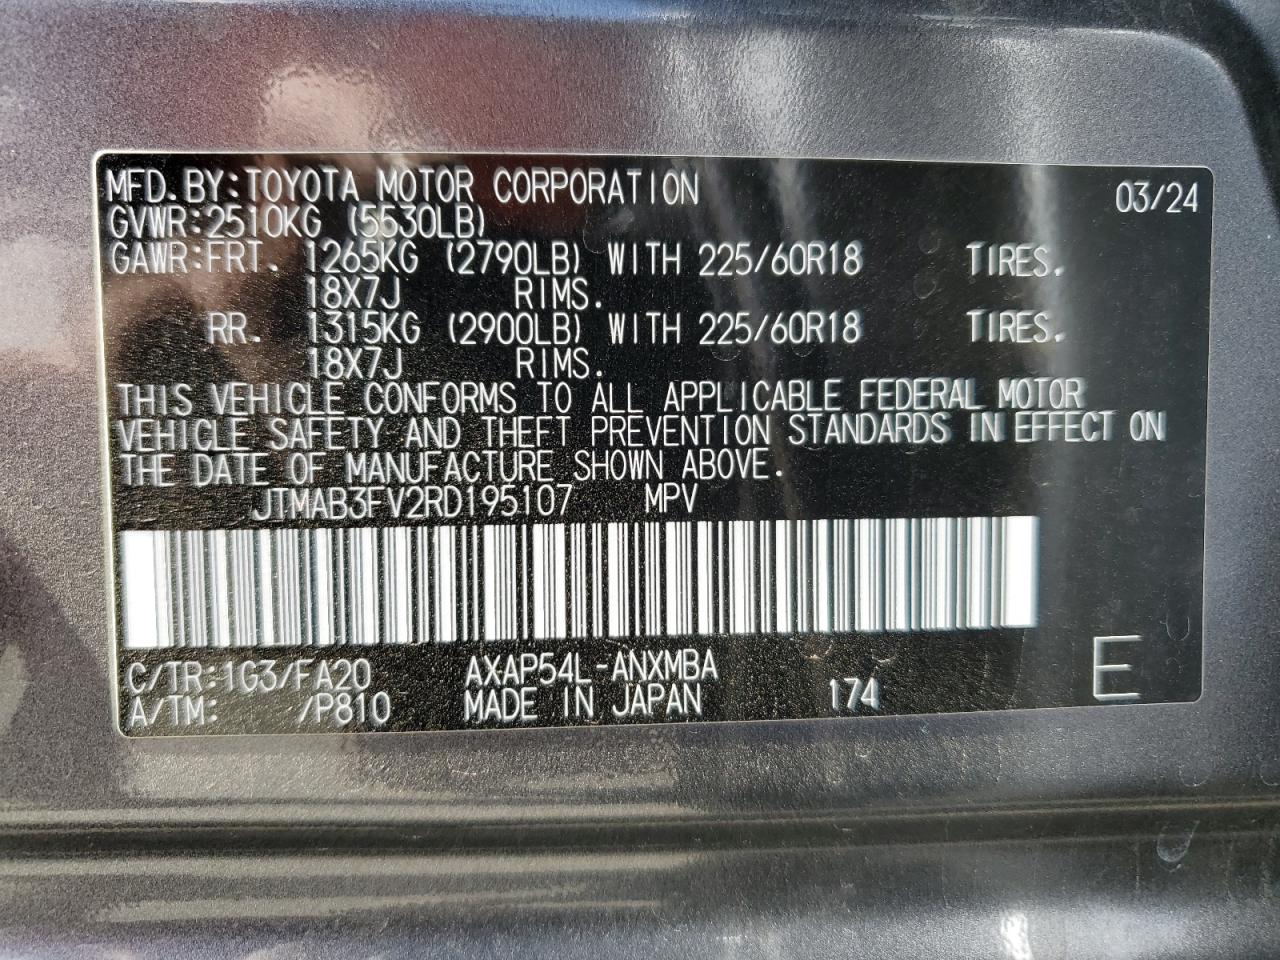 MFD.BY:TOYOTA MOTOR CORPORATION 03/24
GVWR:2510KG (5530LB)
GAWR:FRT. 1265KG (2790LB) WITH 225/60R18 TIRES.
18X7J RIMS.
RR. 1315KG (2900LB) WITH 225/60R18 TIRES.
18X7J RIMS.
THIS VEHICLE CONFORMS TO ALL APPLICABLE FEDERAL MOTOR
VEHICLE SAFETY AND THEFT PREVENTION STANDARDS IN EFFECT ON
THE DATE OF MANUFACTURE SHOWN ABOVE.
JTMAB3FV2RD195107 MPV
C/TR:1G3/FA20 AXAP54L-ANXMBA
A/TM: /P810 MADE IN JAPAN 174 E